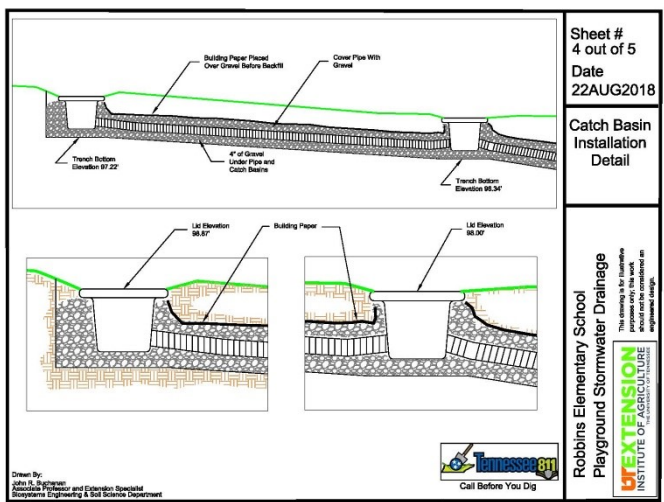 Building Paper Placed
Over Gravel Before Backfill
Cover Pipe With
Gravel
Trench Bottom
Elevation 97.22'
4" of Gravel
Under Pipe and
Catch Basins
Trench Bottom
Elevation 96.34'
Lid Elevation
98.87'
Building Paper
Lid Elevation
98.00'
Drawn By:
John R. Buchanan
Associate Professor and Extension Specialist
Biosystems Engineering & Soil Science Department
Tennessee 811
Call Before You Dig
Sheet #
4 out of 5
Date
22AUG2018
Catch Basin
Installation
Detail
Robbins Elementary School
Playground Stormwater Drainage
This drawing is for illustrative
purposes only; this work
should not be considered an
engineered design.
UT EXTENSION
INSTITUTE OF AGRICULTURE
THE UNIVERSITY OF TENNESSEE